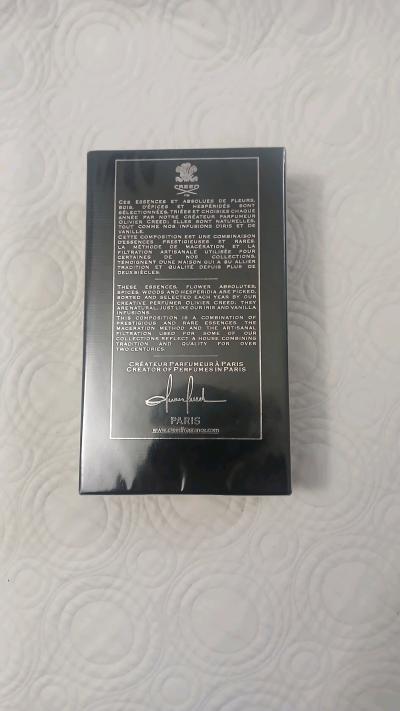 CREED
CES ESSENCES ET ABSOLUES DE FLEURS,
BOIS, D'ÉPICES ET HESPÉRIDÉS SONT
SÉLECTIONNÉES, TRIÉES ET CHOISIES CHAQUE
ANNÉE PAR NOTRE CRÉATEUR PARFUMEUR
OLIVIER CREED; ELLES SONT NATURELLES,
TOUT COMME NOS INFUSIONS D'IRIS ET DE
VANILLE.
CETTE COMPOSITION EST UNE COMBINAISON
D'ESSENCES PRESTIGIEUSES ET RARES.
LA MÉTHODE DE MACÉRATION ET LA
FILTRATION ARTISANALE UTILISÉE POUR
CERTAINES DE NOS COLLECTIONS,
TÉMOIGNENT D'UNE MAISON QUI A SU ALLIER
TRADITION ET QUALITÉ DEPUIS PLUS DE
DEUX SIÈCLES.
THESE ESSENCES, FLOWER ABSOLUTES,
SPICES, WOODS AND HESPERIDIA ARE PICKED,
SORTED AND SELECTED EACH YEAR BY OUR
CREATIVE PERFUMER OLIVIER CREED; THEY
ARE NATURAL, JUST LIKE OUR IRIS AND VANILLA
INFUSIONS.
THIS COMPOSITION IS A COMBINATION OF
PRESTIGIOUS AND RARE ESSENCES. THE
MACERATION METHOD AND THE ARTISANAL
FILTRATION USED FOR SOME OF OUR
COLLECTIONS REFLECT A HOUSE COMBINING
TRADITION AND QUALITY FOR OVER
TWO CENTURIES.
CRÉATEUR PARFUMEUR À PARIS
CREATOR OF PERFUMES IN PARIS
PARIS
www.creedfragrance.com